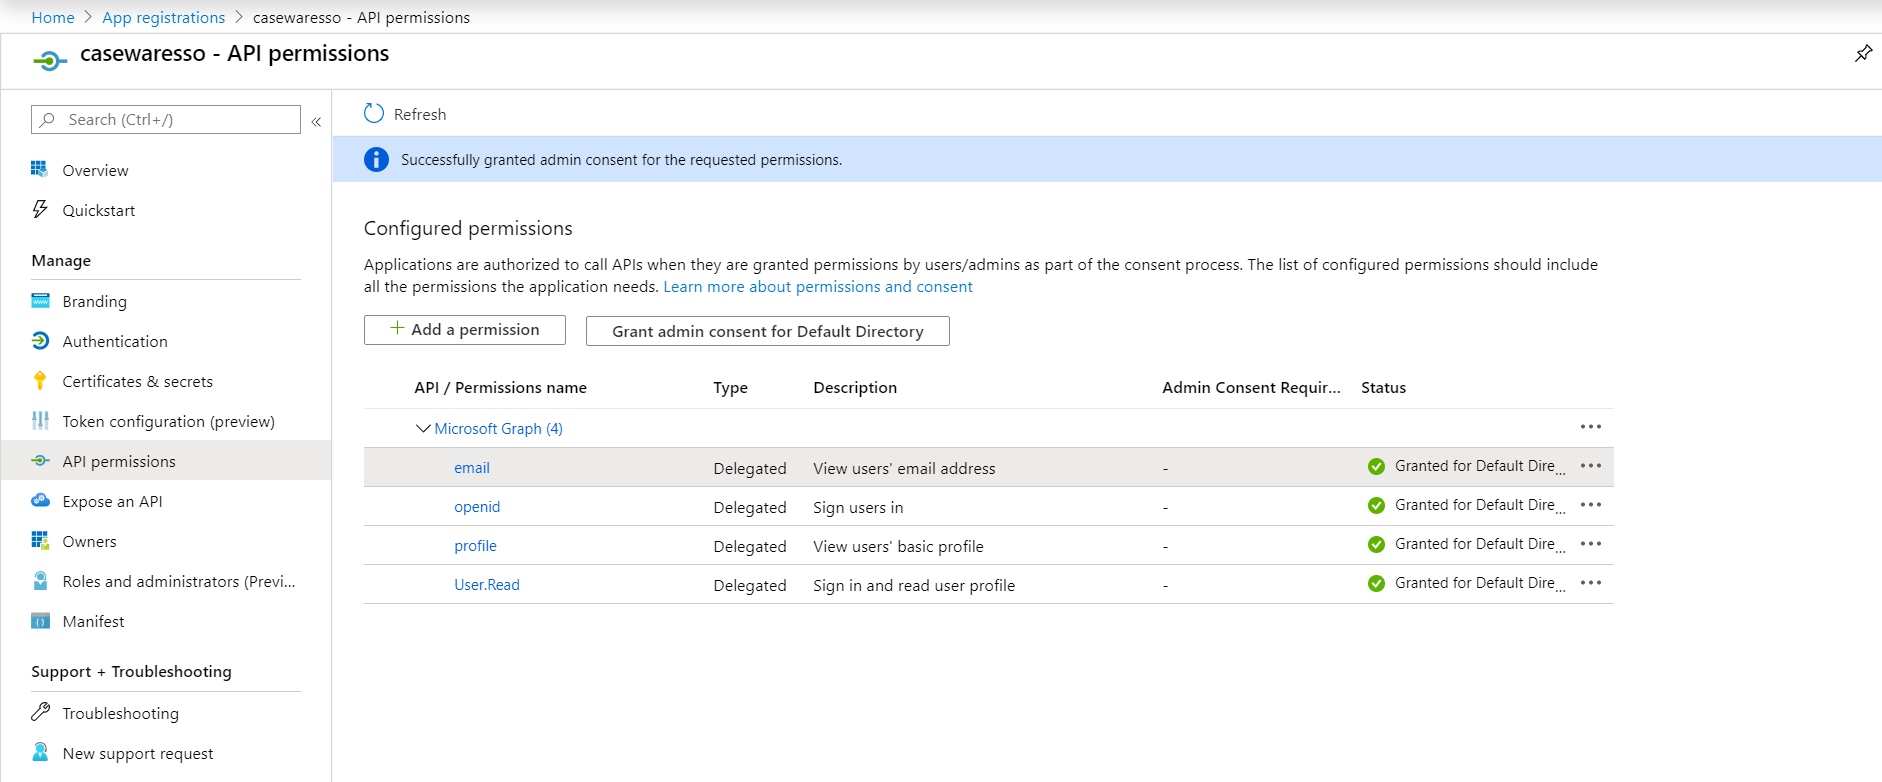 Home > App registrations > casewaresso - API permissions
casewaresso - API permissions
Search (Ctrl+/)
«
Overview
Quickstart
Manage
Branding
Authentication
Certificates & secrets
Token configuration (preview)
API permissions
Expose an API
Owners
Roles and administrators (Previ...
Manifest
Support + Troubleshooting
Troubleshooting
New support request
Refresh
Successfully granted admin consent for the requested permissions.
Configured permissions
Applications are authorized to call APIs when they are granted permissions by users/admins as part of the consent process. The list of configured permissions should include
all the permissions the application needs. Learn more about permissions and consent
+ Add a permission Grant admin consent for Default Directory
API / Permissions name Type Description Admin Consent Requir... Status
Microsoft Graph (4) ...
email Delegated View users' email address - Granted for Default Dire... ...
openid Delegated Sign users in - Granted for Default Dire... ...
profile Delegated View users' basic profile - Granted for Default Dire... ...
User.Read Delegated Sign in and read user profile - Granted for Default Dire... ...